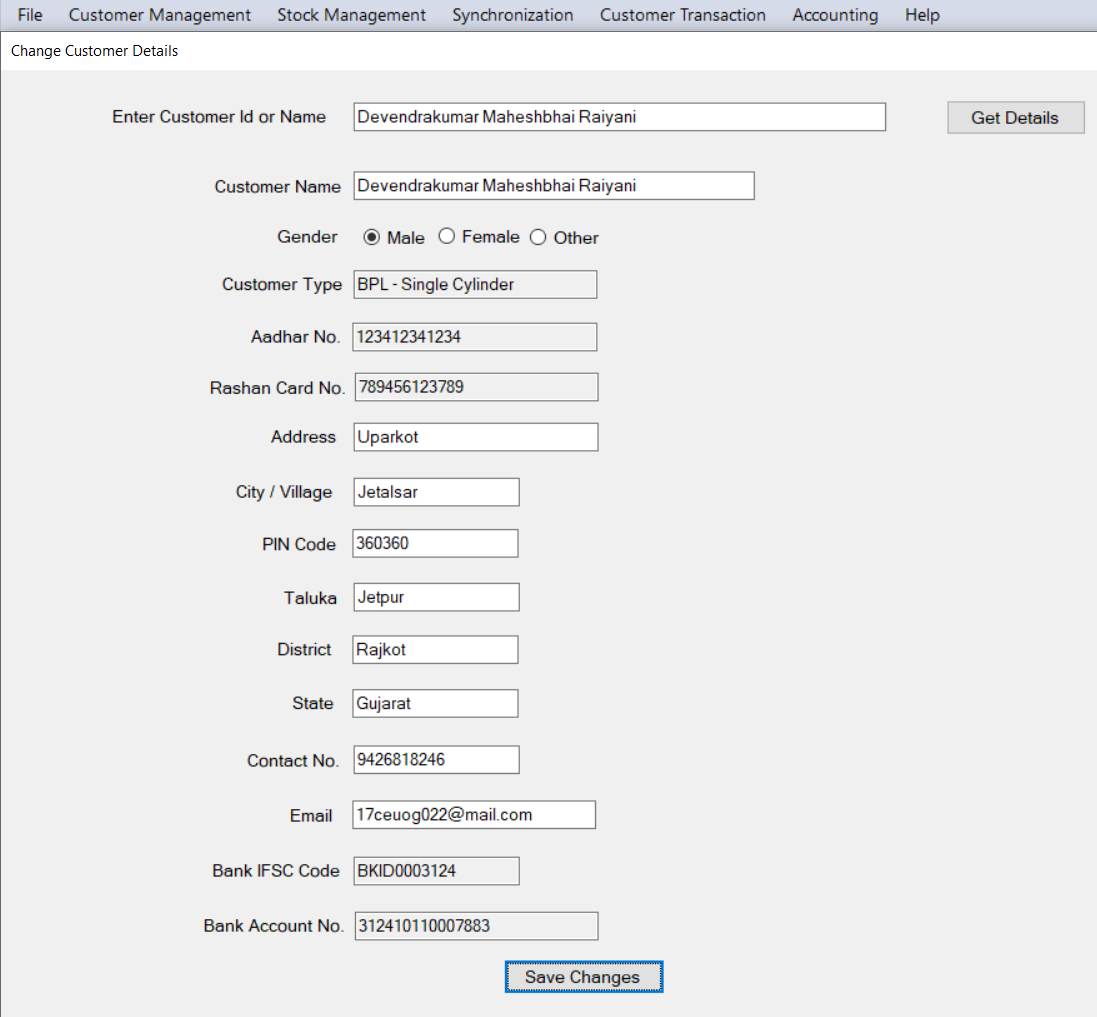 File Customer Management Stock Management Synchronization Customer Transaction Accounting Help
Change Customer Details
Enter Customer Id or Name Devendrakumar Maheshbhai Raiyani Get Details
Customer Name Devendrakumar Maheshbhai Raiyani
Gender Male Female Other
Customer Type BPL - Single Cylinder
Aadhar No. 123412341234
Rashan Card No. 789456123789
Address Uparkot
City / Village Jetalsar
PIN Code 360360
Taluka Jetpur
District Rajkot
State Gujarat
Contact No. 9426818246
Email 17ceuog022@mail.com
Bank IFSC Code BKID0003124
Bank Account No. 312410110007883
Save Changes